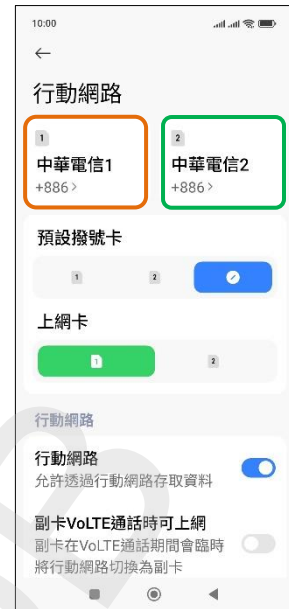 10:00
行動網路
1
2
中華電信1
中華電信2
+886 >
+886 >
預設撥號卡
1
2
上網卡
1
2
行動網路
行動網路
允許透過行動網路存取資料
副卡VoLTE通話時可上網
副卡在VoLTE通話期間會臨時
將行動網路切換為副卡